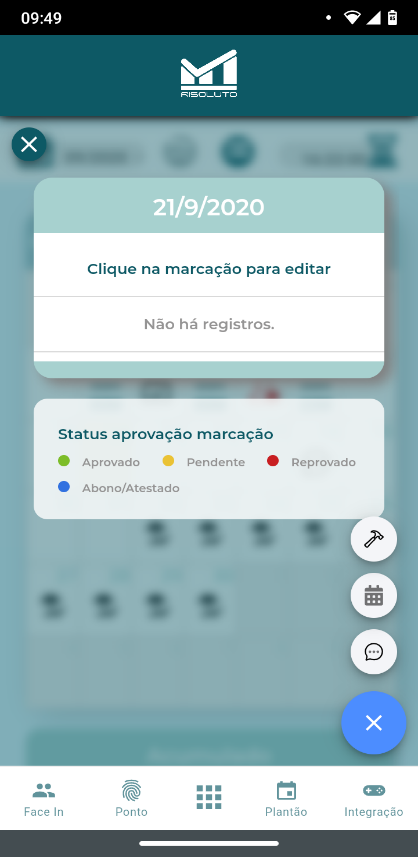 09:49
RISOLUTO
21/9/2020
Clique na marcação para editar
Não há registros.
Status aprovação marcação
Aprovado Pendente Reprovado
Abono/Atestado
Face In Ponto Plantão Integração